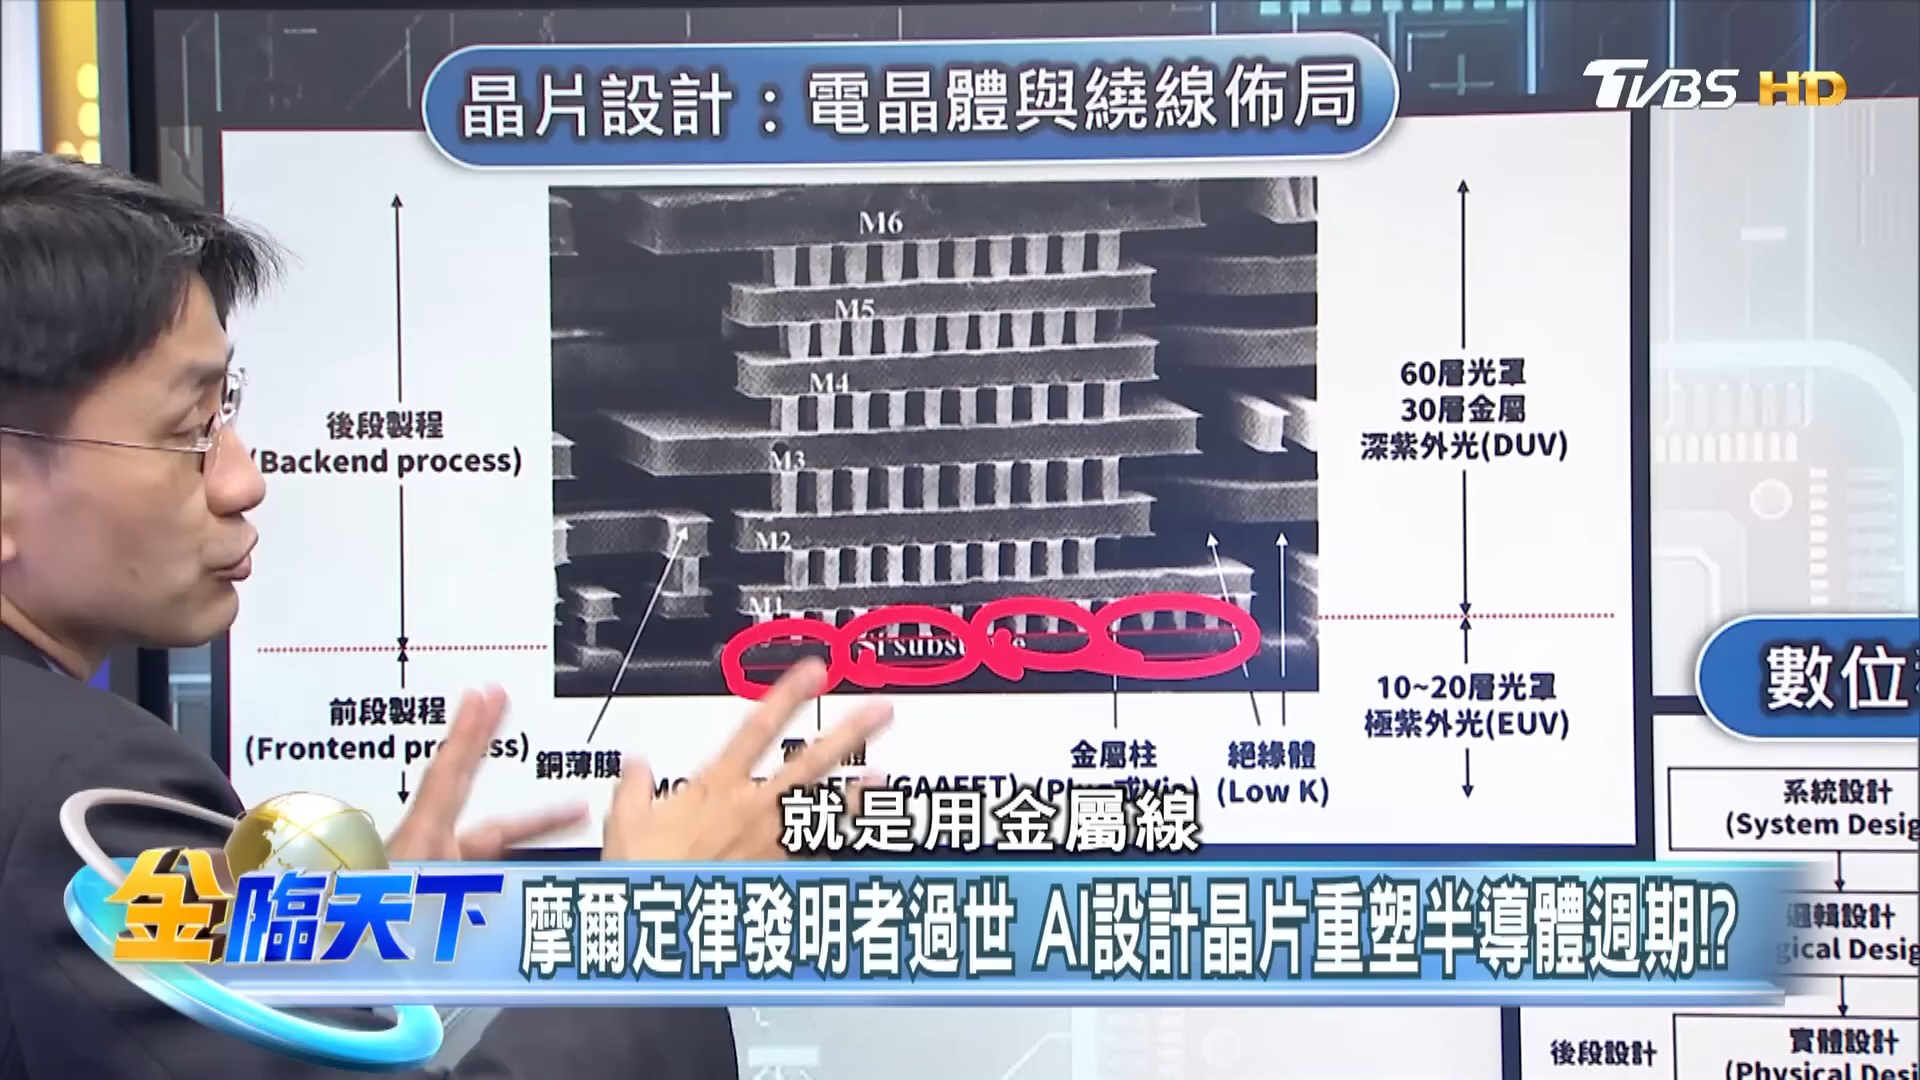 晶片設計：電晶體與繞線佈局
TVBS HD
M6
M5
M4
M3
M2
M1
後段製程
(Backend process)
60層光罩
30層金屬
深紫外光(DUV)
前段製程
(Frontend
10~20層光罩
極紫外光(EUV)
銅薄膜
金屬柱
絕緣體
(GAAFET)
(Low K)
就是用金屬線
金臨天下
摩爾定律發明者過世 AI設計晶片重塑半導體週期!?
數位
系統設計
(System
邏輯設計
後段設計
實體設計
(Physical